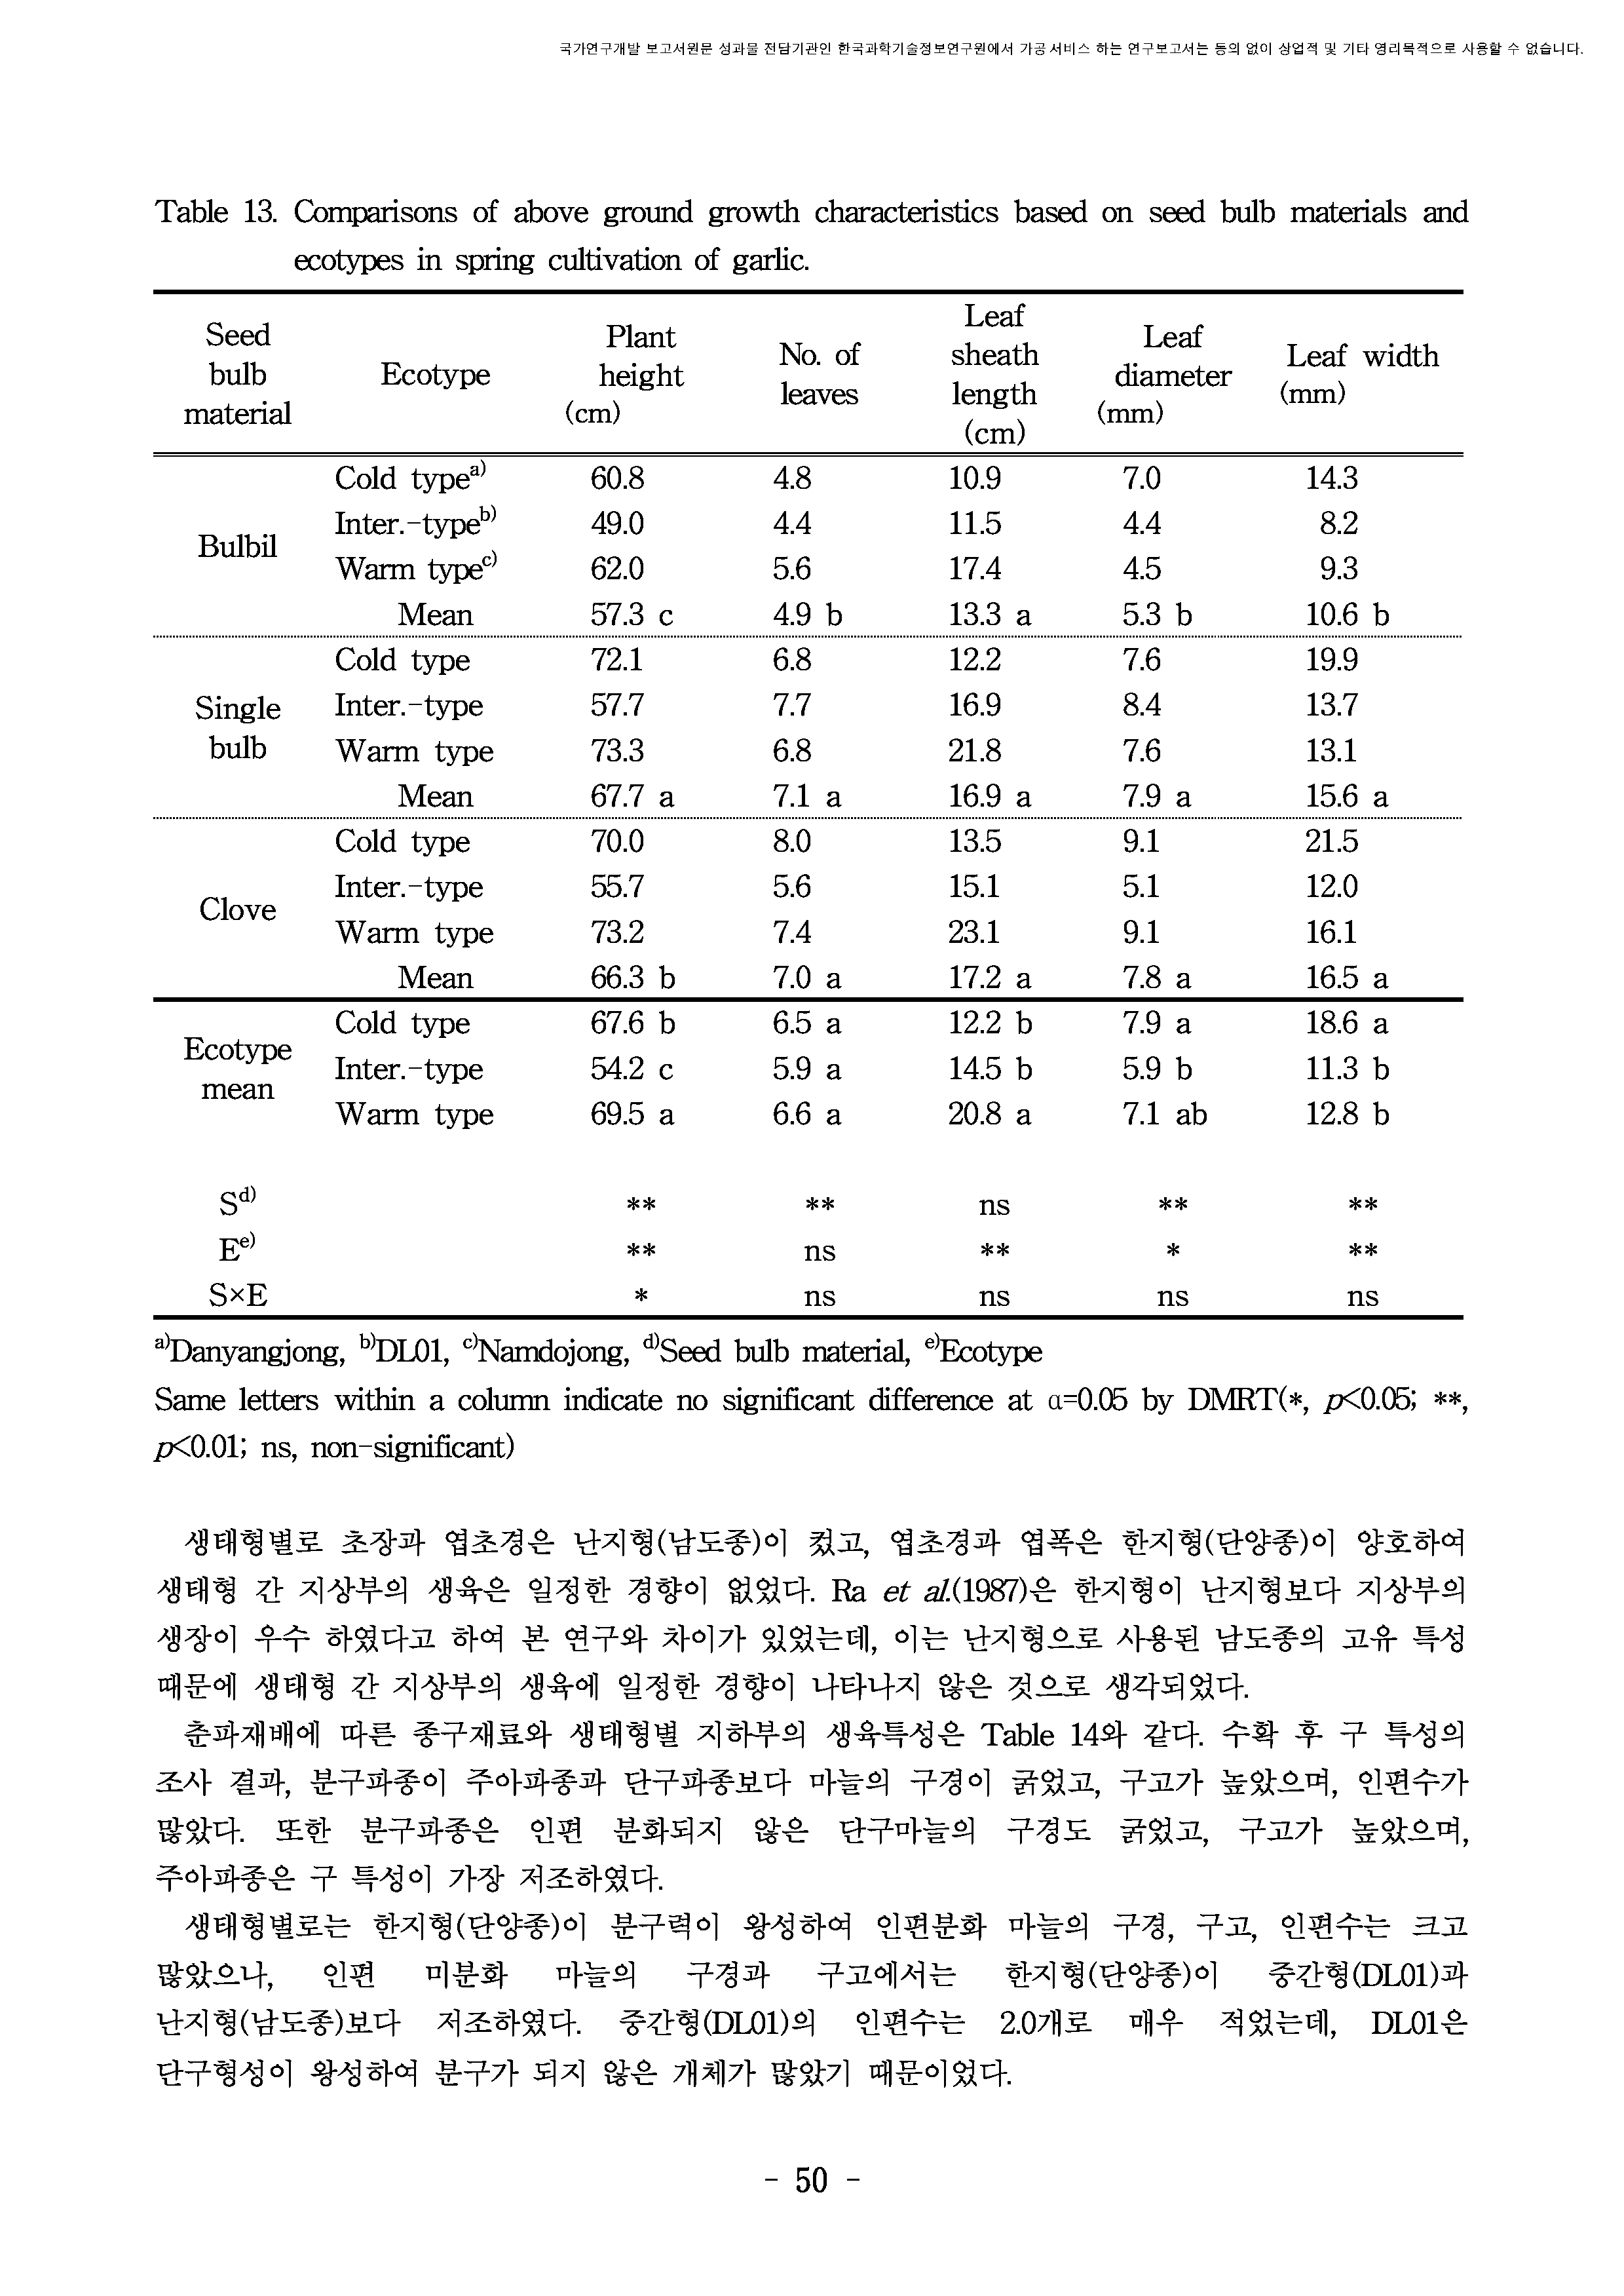 국가연구개발 보고서원문 성과물 전담기관인 한국과학기술정보연구원에서 가공·서비스 하는 연구보고서는 동의 없이 상업적 및 기타 영리목적으로 사용할 수 없습니다.
Table 13. Comparisons of above ground growth characteristics based on seed bulb materials and
ecotypes in spring cultivation of garlic.
Seed bulb material Ecotype Plant height (cm) No. of leaves Leaf sheath length (cm) Leaf diameter (mm) Leaf width (mm)
Bulbil Cold type a) 60.8 4.8 10.9 7.0 14.3
Inter.-type b) 49.0 4.4 11.5 4.4 8.2
Warm type c) 62.0 5.6 17.4 4.5 9.3
Mean 57.3 c 4.9 b 13.3 a 5.3 b 10.6 b
Single bulb Cold type 72.1 6.8 12.2 7.6 19.9
Inter.-type 57.7 7.7 16.9 8.4 13.7
Warm type 73.3 6.8 21.8 7.6 13.1
Mean 67.7 a 7.1 a 16.9 a 7.9 a 15.6 a
Clove Cold type 70.0 8.0 13.5 9.1 21.5
Inter.-type 55.7 5.6 15.1 5.1 12.0
Warm type 73.2 7.4 23.1 9.1 16.1
Mean 66.3 b 7.0 a 17.2 a 7.8 a 16.5 a
Ecotype mean Cold type 67.6 b 6.5 a 12.2 b 7.9 a 18.6 a
Inter.-type 54.2 c 5.9 a 14.5 b 5.9 b 11.3 b
Warm type 69.5 a 6.6 a 20.8 a 7.1 ab 12.8 b
S d) ** ** ns ** **
E e) ** ns ** * **
S×E * ns ns ns ns
a)Danyangjong, b)DL01, c)Namdojong, d)Seed bulb material, e)Ecotype
Same letters within a column indicate no significant difference at α=0.05 by DMRT(*, p<0.05; **,
p<0.01; ns, non-significant)
생태형별로 초장과 엽초경은 난지형(남도종)이 컸고, 엽초경과 엽폭은 한지형(단양종)이 양호하여
생태형 간 지상부의 생육은 일정한 경향이 없었다. Ra et al.(1987)은 한지형이 난지형보다 지상부의
생장이 우수 하였다고 하여 본 연구와 차이가 있었는데, 이는 난지형으로 사용된 남도종의 고유 특성
때문에 생태형 간 지상부의 생육에 일정한 경향이 나타나지 않은 것으로 생각되었다.
춘파재배에 따른 종구재료와 생태형별 지하부의 생육특성은 Table 14와 같다. 수확 후 구 특성의
조사 결과, 분구파종이 주아파종과 단구파종보다 마늘의 구경이 굵었고, 구고가 높았으며, 인편수가
많았다. 또한 분구파종은 인편 분화되지 않은 단구마늘의 구경도 굵었고, 구고가 높았으며,
주아파종은 구 특성이 가장 저조하였다.
생태형별로는 한지형(단양종)이 분구력이 왕성하여 인편분화 마늘의 구경, 구고, 인편수는 크고
많았으나, 인편 미분화 마늘의 구경과 구고에서는 한지형(단양종)이 중간형(DL01)과
난지형(남도종)보다 저조하였다. 중간형(DL01)의 인편수는 2.0개로 매우 적었는데, DL01은
단구형성이 왕성하여 분구가 되지 않은 개체가 많았기 때문이었다.
- 50 -